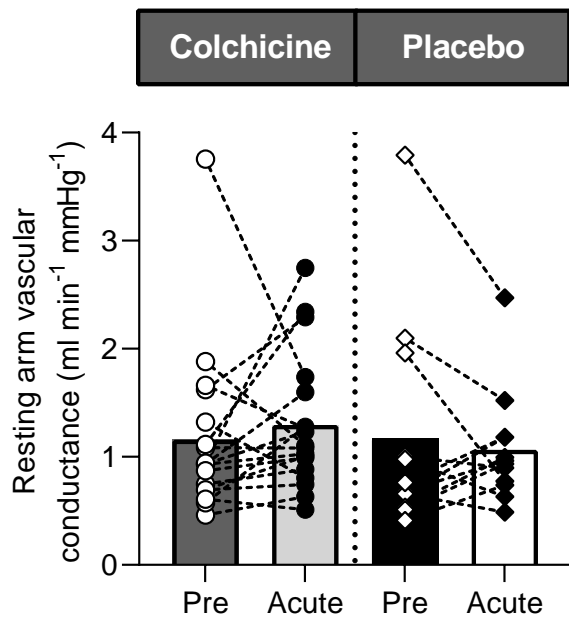 Colchicine Placebo
Resting arm vascular
conductance (ml min⁻¹ mmHg⁻¹)
4
3
2
1
0
Pre Acute Pre Acute